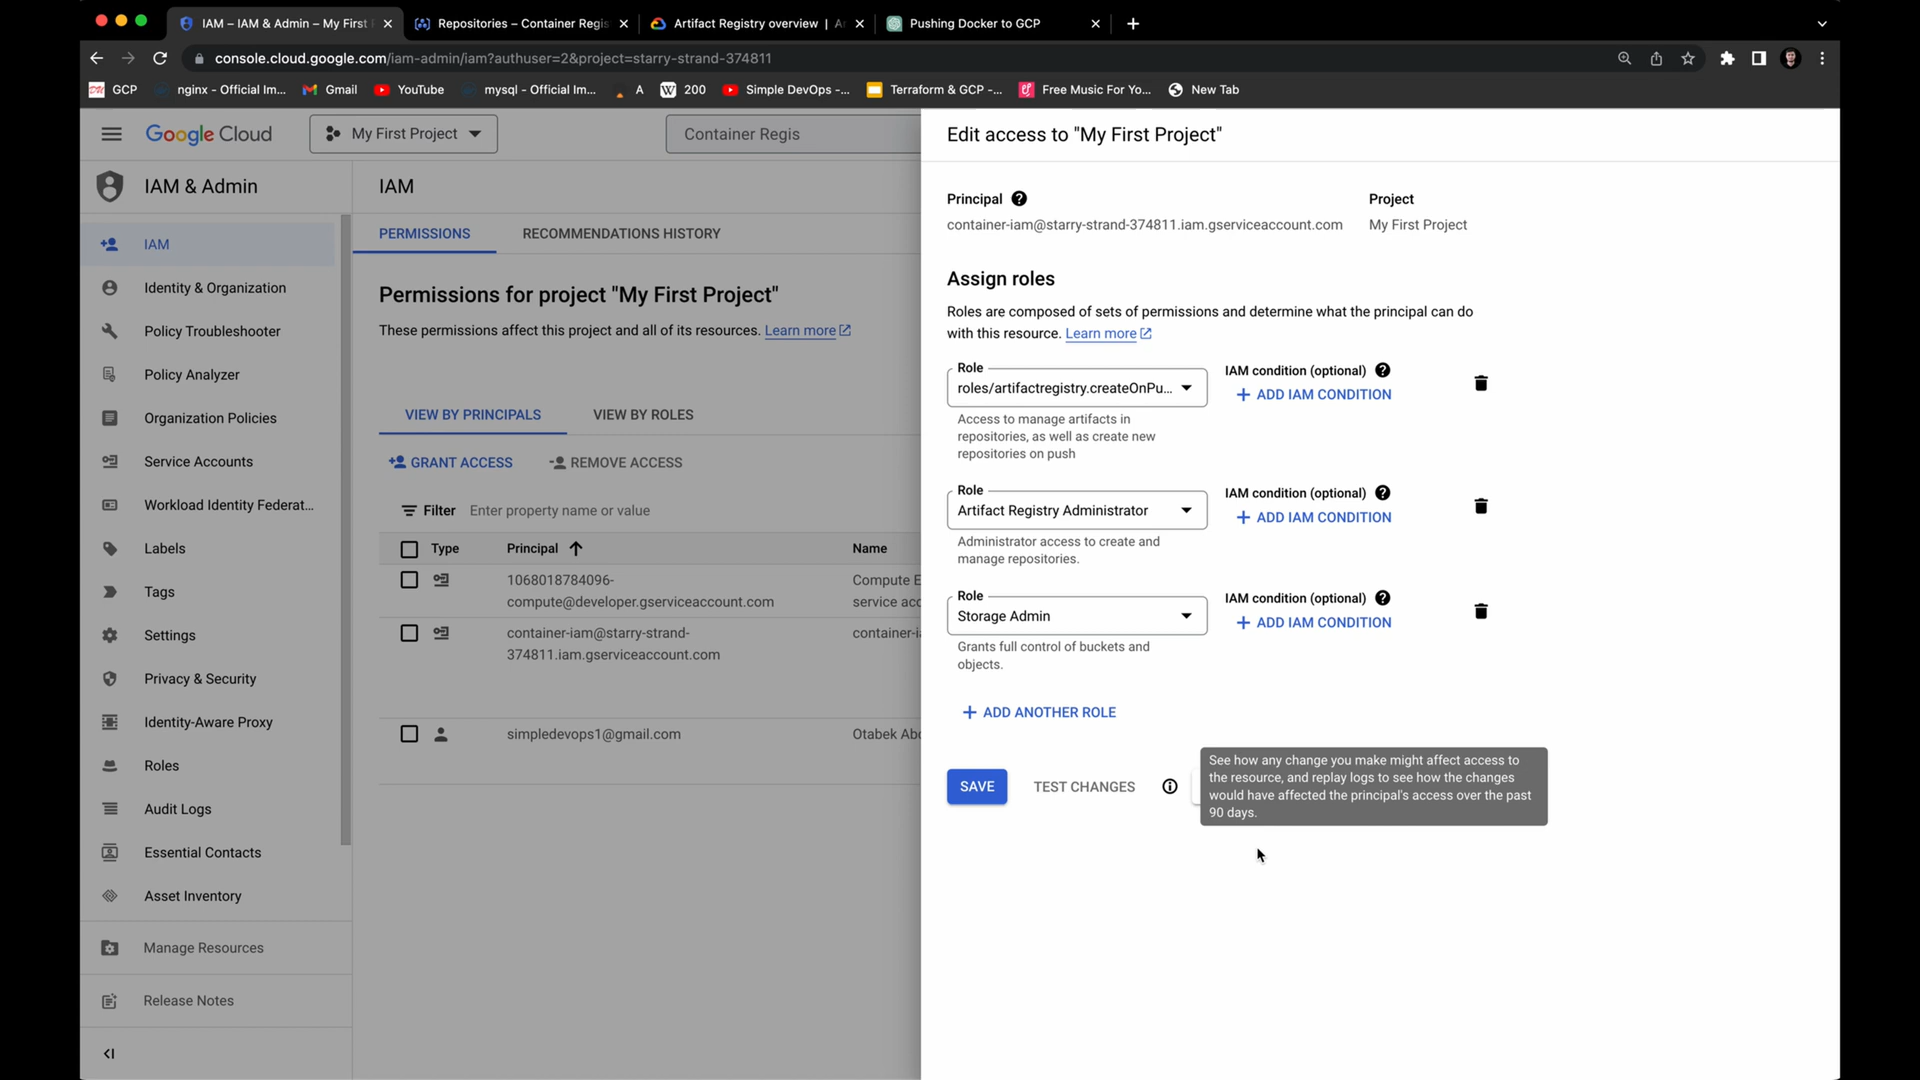 IAM – IAM & Admin – My First
Repositories – Container Regis
Artifact Registry overview | A
Pushing Docker to GCP
console.cloud.google.com/iam-admin/iam?authuser=2&project=starry-strand-374811
GCP
nginx - Official Im...
Gmail
YouTube
mysql - Official Im...
A
200
Simple DevOps -...
Terraform & GCP -...
Free Music For Yo...
New Tab
Google Cloud
My First Project
Container Regis
IAM & Admin
IAM
Identity & Organization
Policy Troubleshooter
Policy Analyzer
Organization Policies
Service Accounts
Workload Identity Federat...
Labels
Tags
Settings
Privacy & Security
Identity-Aware Proxy
Roles
Audit Logs
Essential Contacts
Asset Inventory
Manage Resources
Release Notes
IAM
PERMISSIONS
RECOMMENDATIONS HISTORY
Permissions for project "My First Project"
These permissions affect this project and all of its resources. Learn more
VIEW BY PRINCIPALS
VIEW BY ROLES
GRANT ACCESS
REMOVE ACCESS
Filter Enter property name or value
Type Principal Name
1068018784096- Compute E
compute@developer.gserviceaccount.com service acc
container-iam@starry-strand- container-i
374811.iam.gserviceaccount.com
simpledevops1@gmail.com Otabek Abd
Edit access to "My First Project"
Principal Project
container-iam@starry-strand-374811.iam.gserviceaccount.com My First Project
Assign roles
Roles are composed of sets of permissions and determine what the principal can do
with this resource. Learn more
Role
roles/artifactregistry.createOnPu...
IAM condition (optional)
ADD IAM CONDITION
Access to manage artifacts in
repositories, as well as create new
repositories on push
Role
Artifact Registry Administrator
IAM condition (optional)
ADD IAM CONDITION
Administrator access to create and
manage repositories.
Role
Storage Admin
IAM condition (optional)
ADD IAM CONDITION
Grants full control of buckets and
objects.
ADD ANOTHER ROLE
SAVE
TEST CHANGES
See how any change you make might affect access to
the resource, and replay logs to see how the changes
would have affected the principal's access over the past
90 days.